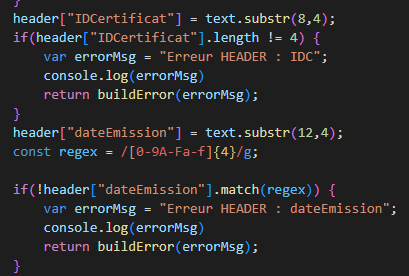 }
header["IDCertificat"] = text.substr(8,4);
if(header["IDCertificat"].length != 4) {
var errorMsg = "Erreur HEADER : IDC";
console.log(errorMsg)
return buildError(errorMsg);
}
header["dateEmission"] = text.substr(12,4);
const regex = /[0-9A-Fa-f]{4}/g;
if(!header["dateEmission"].match(regex)) {
var errorMsg = "Erreur HEADER : dateEmission";
console.log(errorMsg)
return buildError(errorMsg);
}